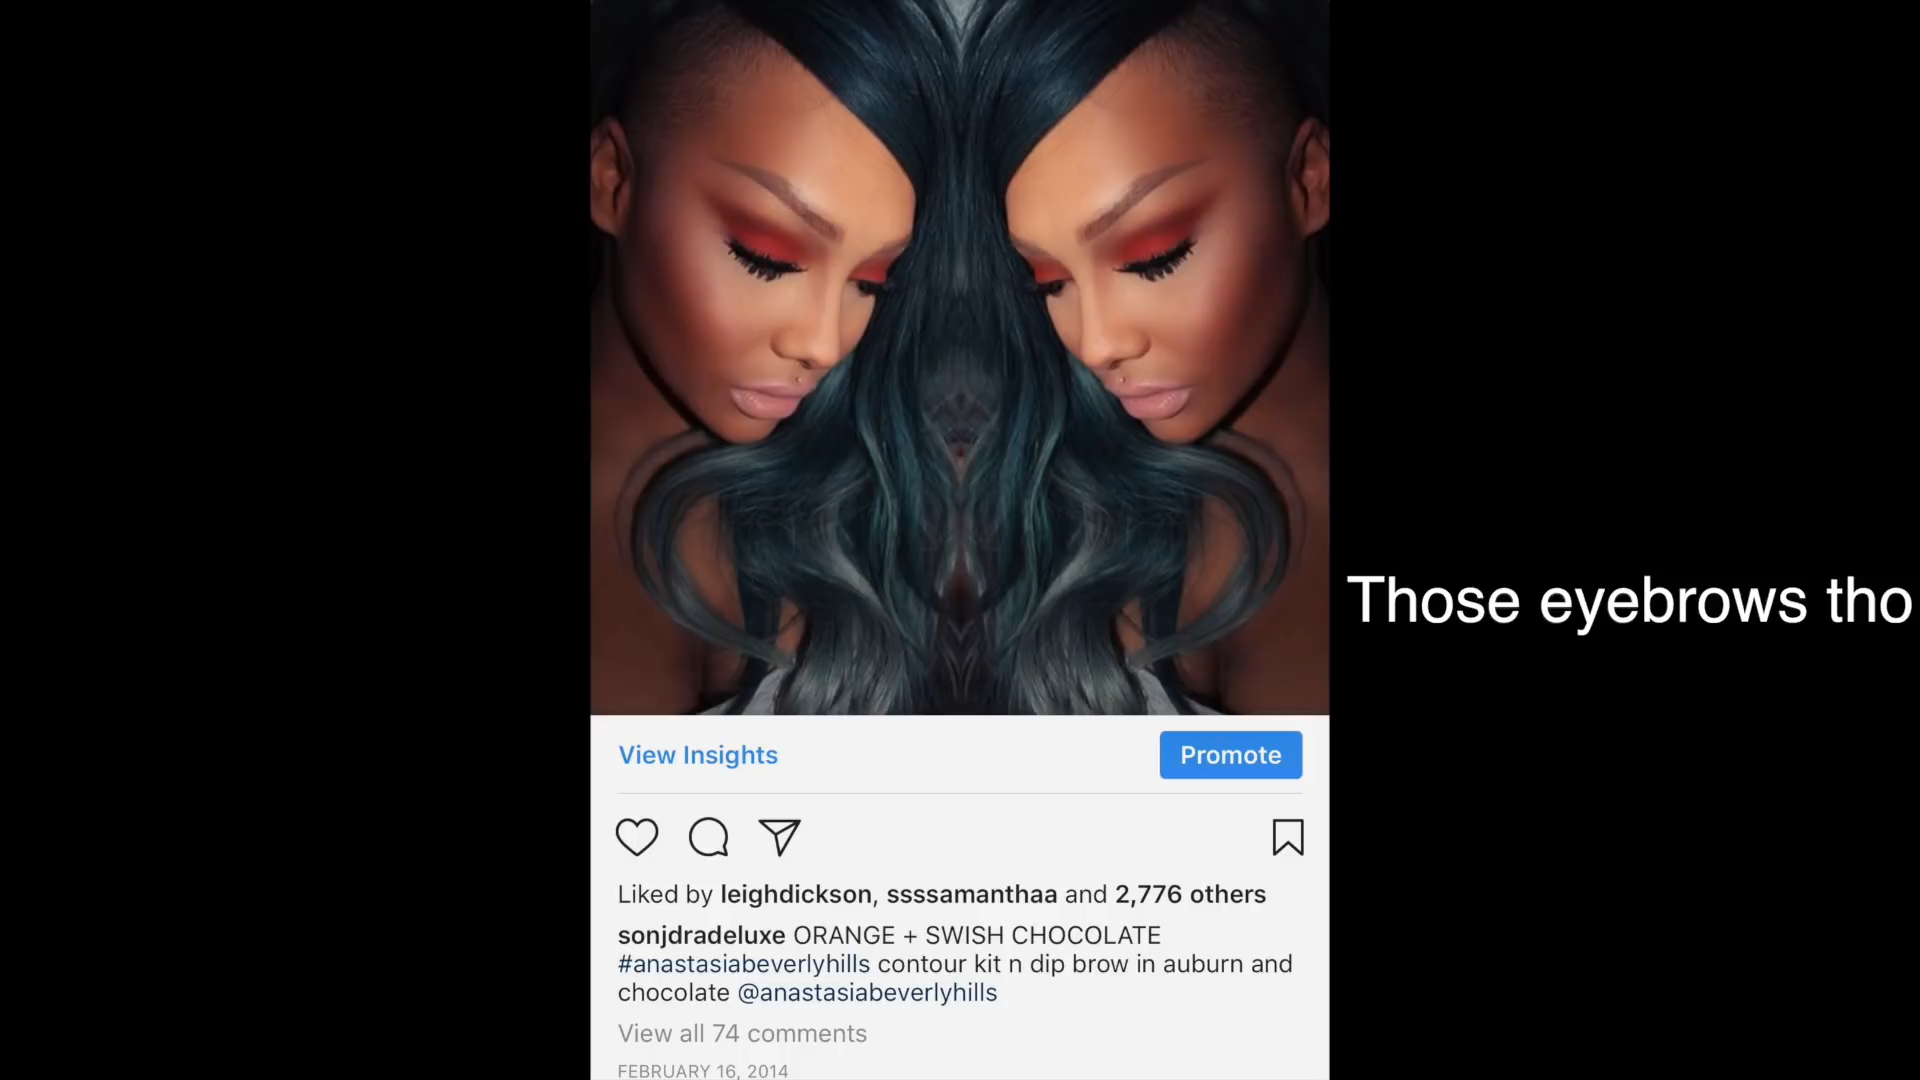 Those eyebrows tho
View Insights
Promote
Liked by leighdickson, ssssamanthaa and 2,776 others
sonjdradeluxe ORANGE + SWISH CHOCOLATE
#anastasiabeverlyhills contour kit n dip brow in auburn and
chocolate @anastasiabeverlyhills
View all 74 comments
FEBRUARY 16, 2014